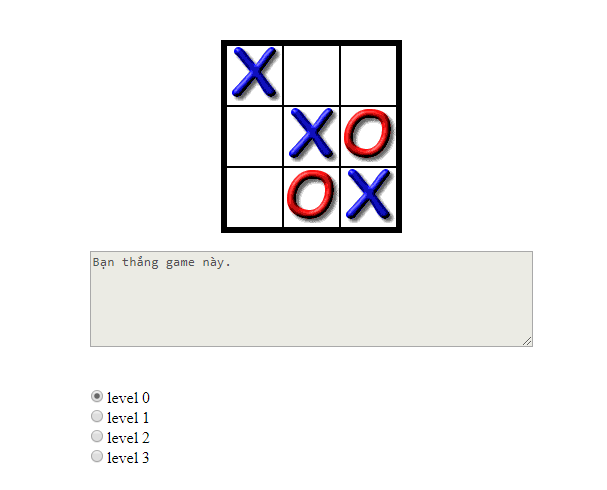 X
X O
O X
Bạn thắng game này.
level 0
level 1
level 2
level 3